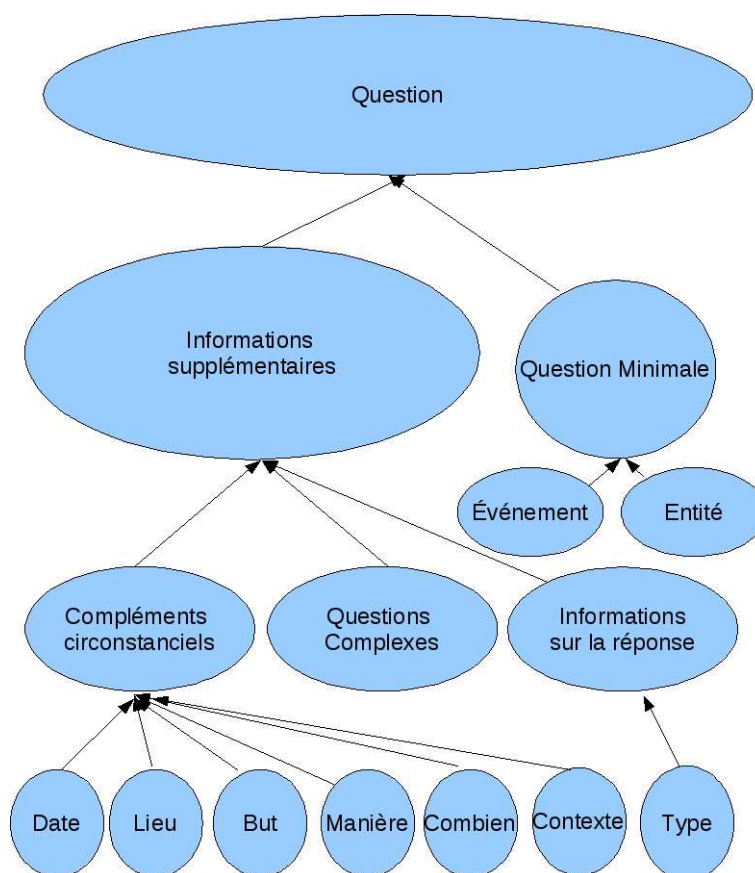 Question
Informations
supplémentaires
Question Minimale
Événement
Entité
Compléments
circonstanciels
Questions
Complexes
Informations
sur la réponse
Date
Lieu
But
Manière
Combien
Contexte
Type